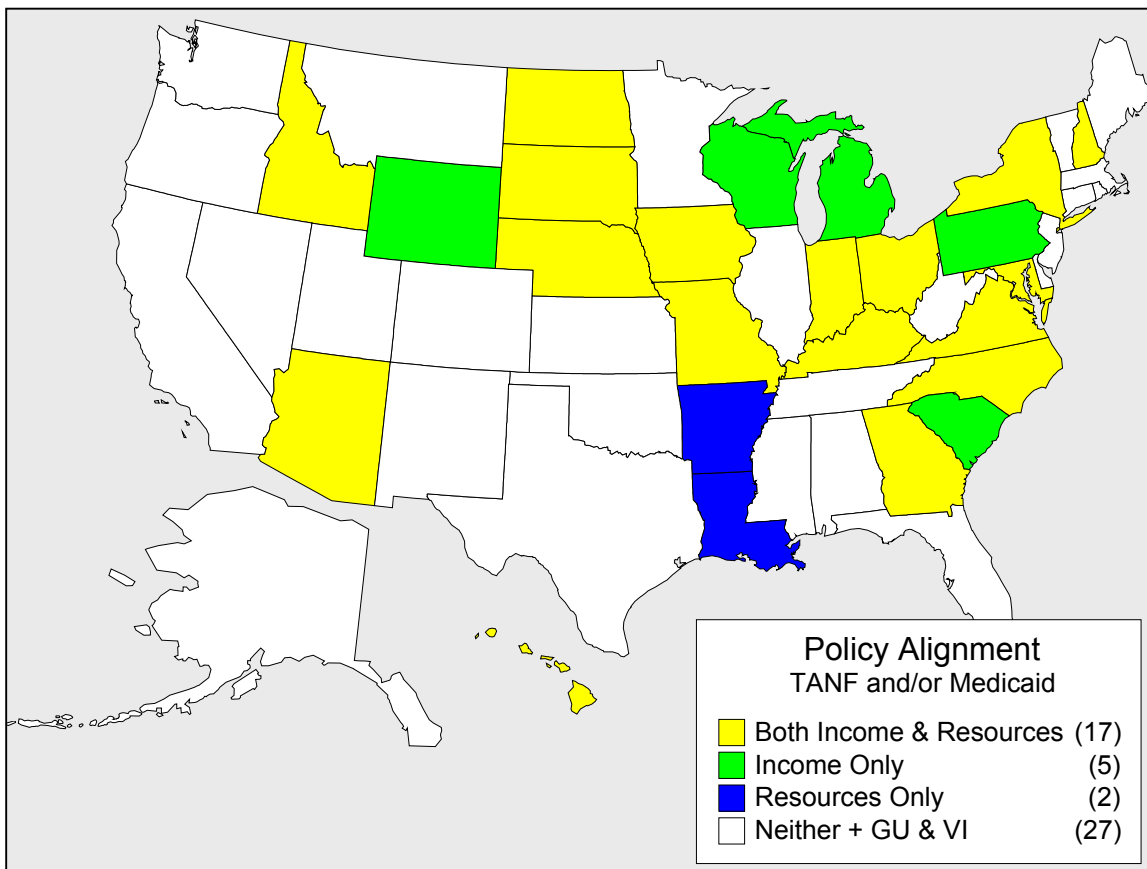 Policy Alignment
TANF and/or Medicaid
Both Income & Resources (17)
Income Only (5)
Resources Only (2)
Neither + GU & VI (27)